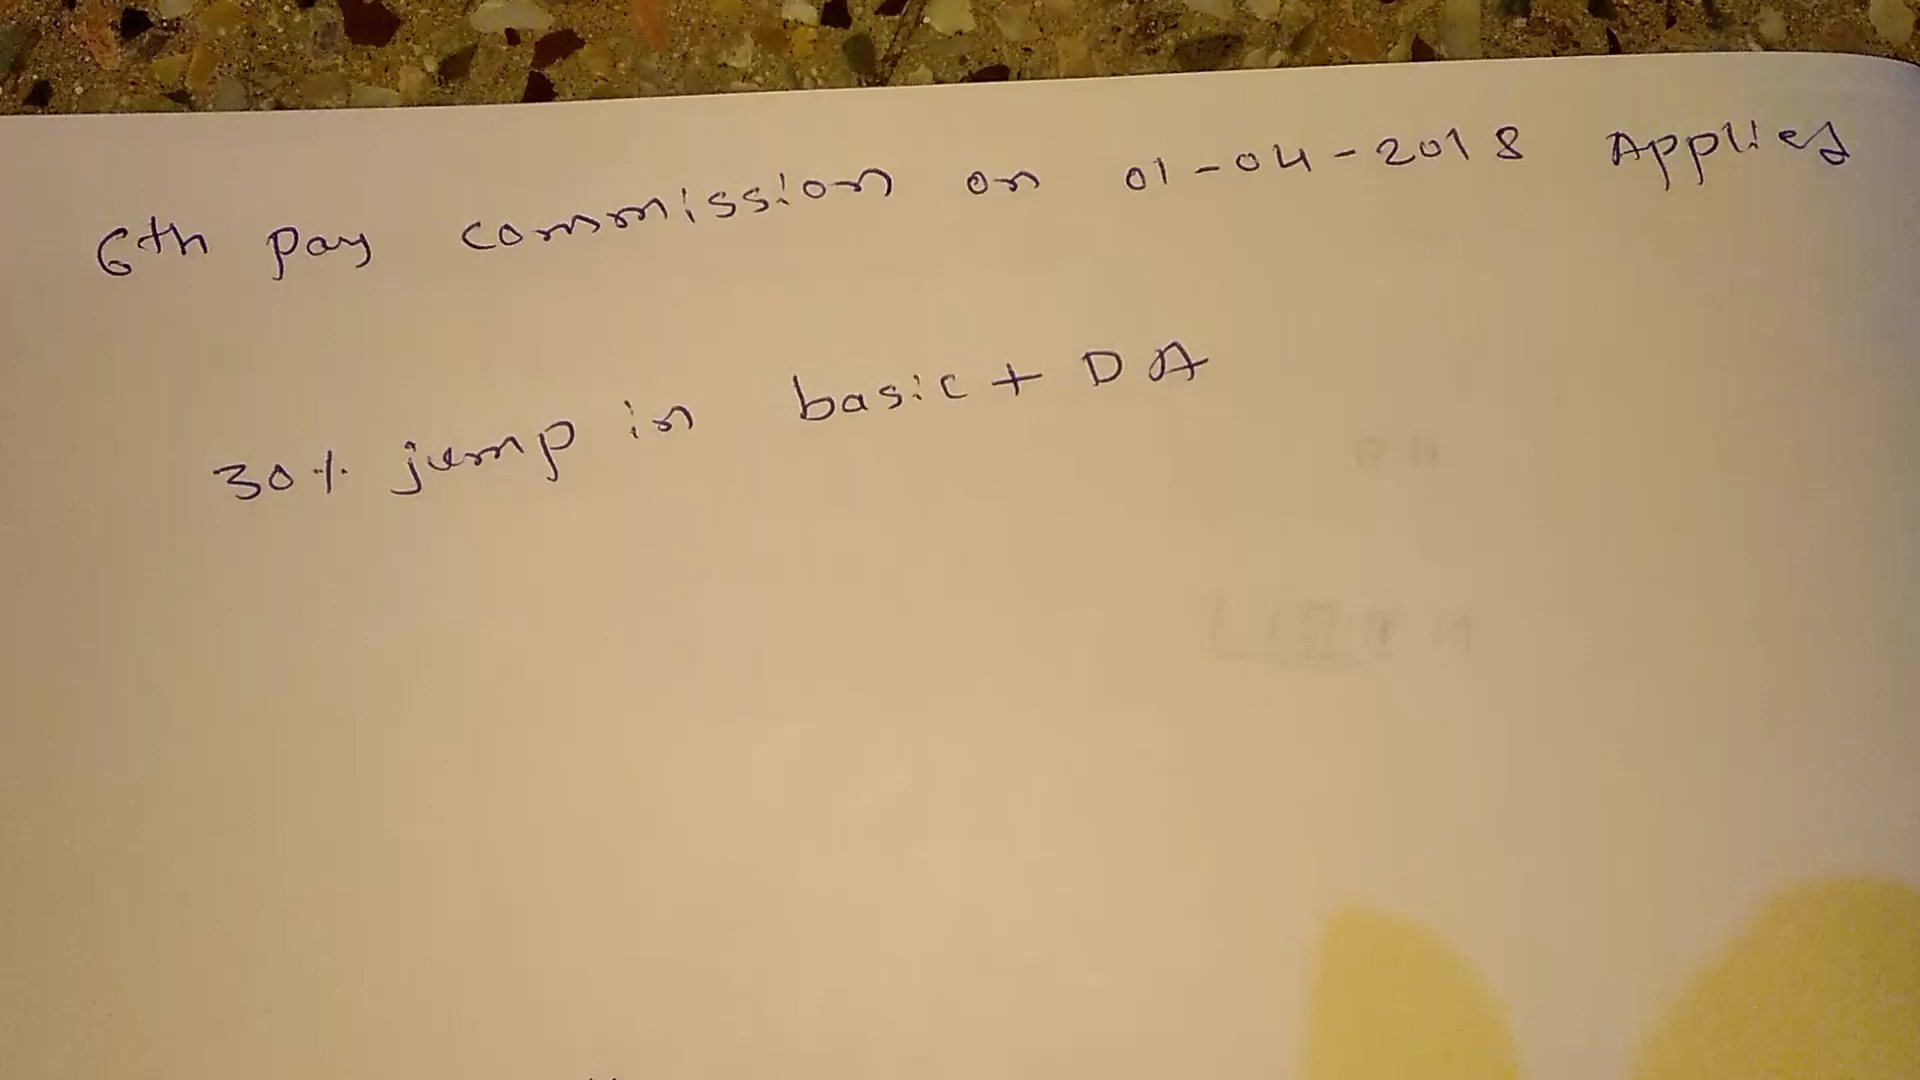 6th pay commission on 01-04-2018 Applied
30% jump in basic + DA